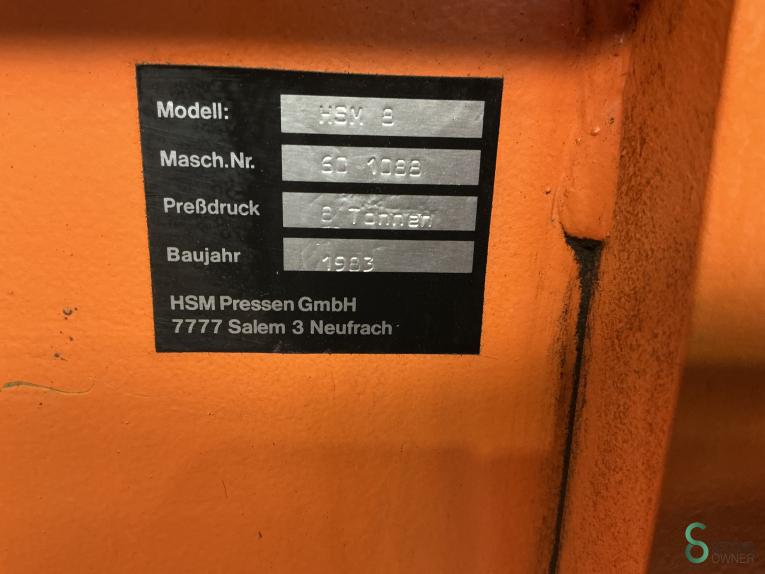 Modell: HSM 8
Masch.Nr. 60 1088
Preßdruck 8 Tonnen
Baujahr 1983
HSM Pressen GmbH
7777 Salem 3 Neufrach
OWNER